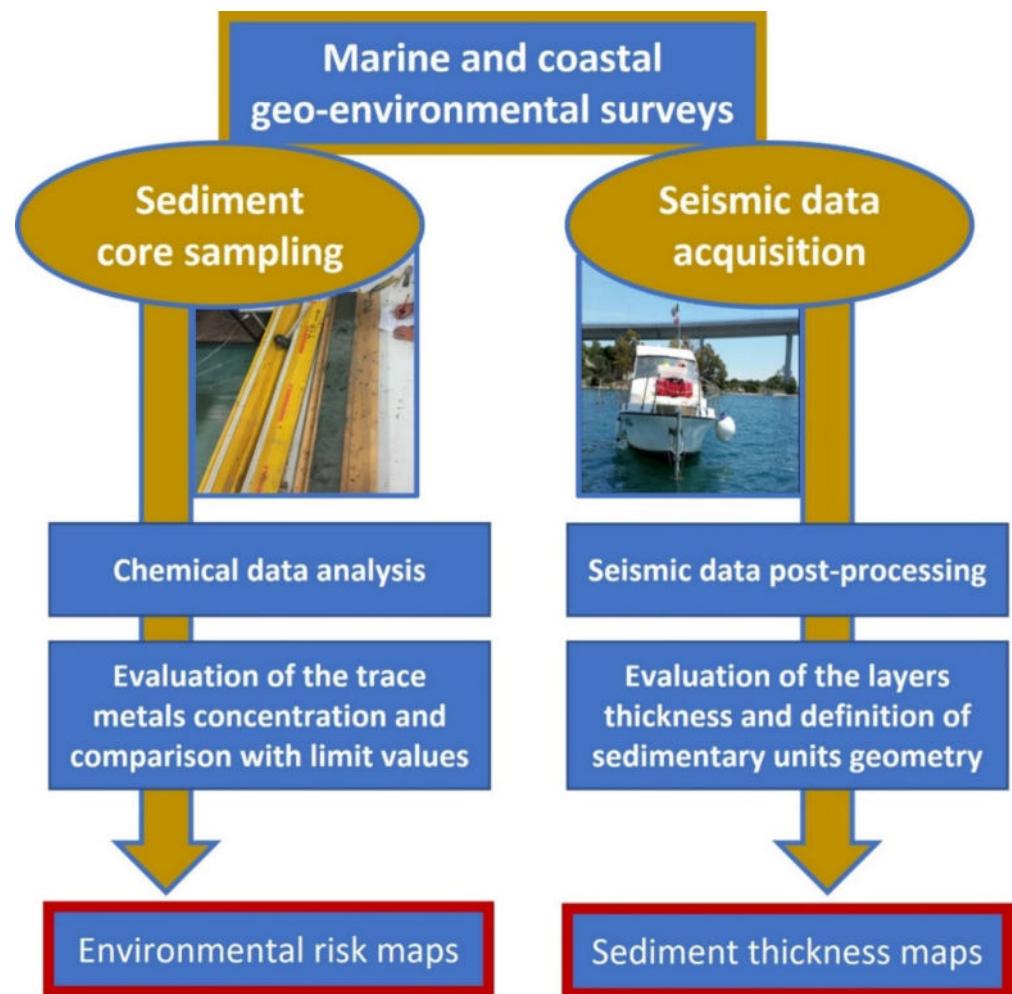 Marine and coastal
geo-environmental surveys
Sediment
core sampling
Seismic data
acquisition
Chemical data analysis
Seismic data post-processing
Evaluation of the trace
metals concentration and
comparison with limit values
Evaluation of the layers
thickness and definition of
sedimentary units geometry
Environmental risk maps
Sediment thickness maps